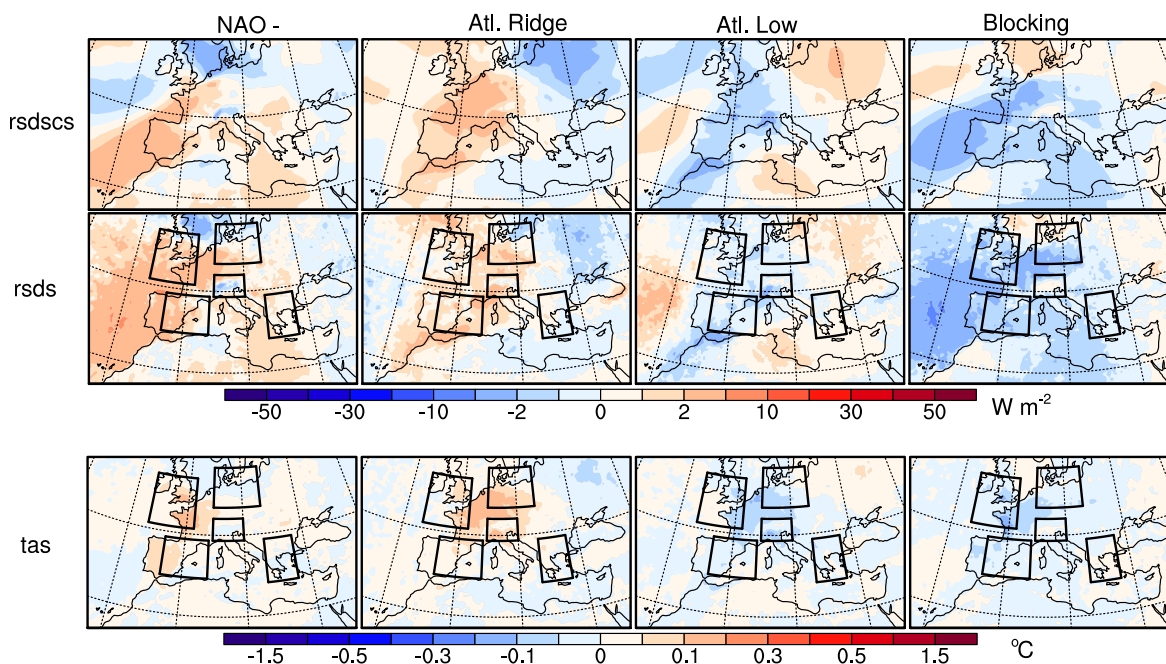 NAO - Atl. Ridge Atl. Low Blocking
rsdscs
rsds
-50 -30 -10 -2 0 2 10 30 50 W m-2
tas
-1.5 -0.5 -0.3 -0.1 0 0.1 0.3 0.5 1.5 °C